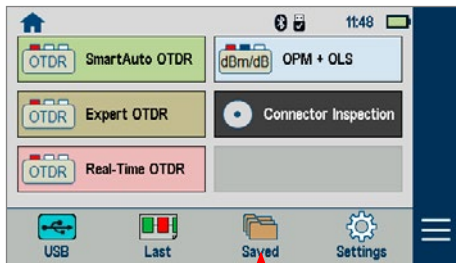 11:48
OTDR SmartAuto OTDR
dBm/dB OPM + OLS
OTDR Expert OTDR
Connector Inspection
OTDR Real-Time OTDR
USB Last Saved Settings